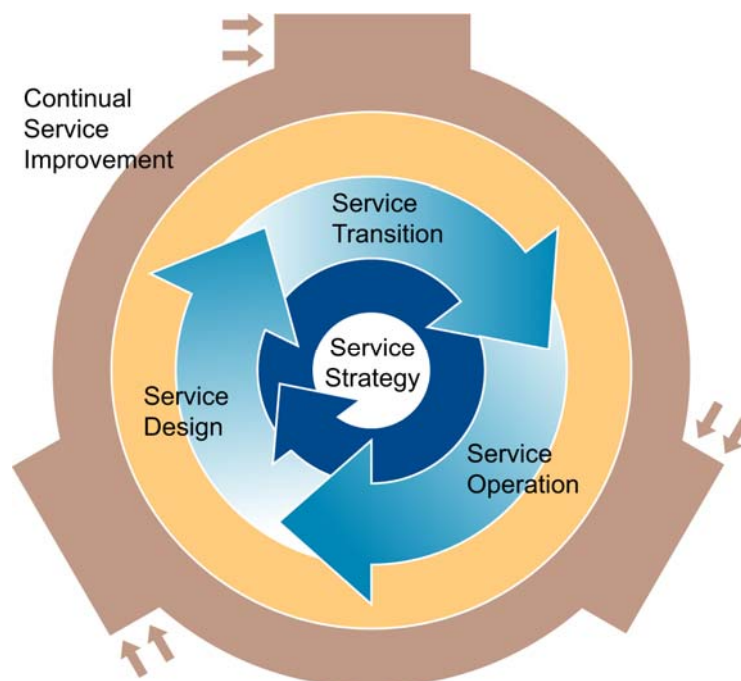 Continual
Service
Improvement
Service
Transition
Service
Strategy
Service
Design
Service
Operation